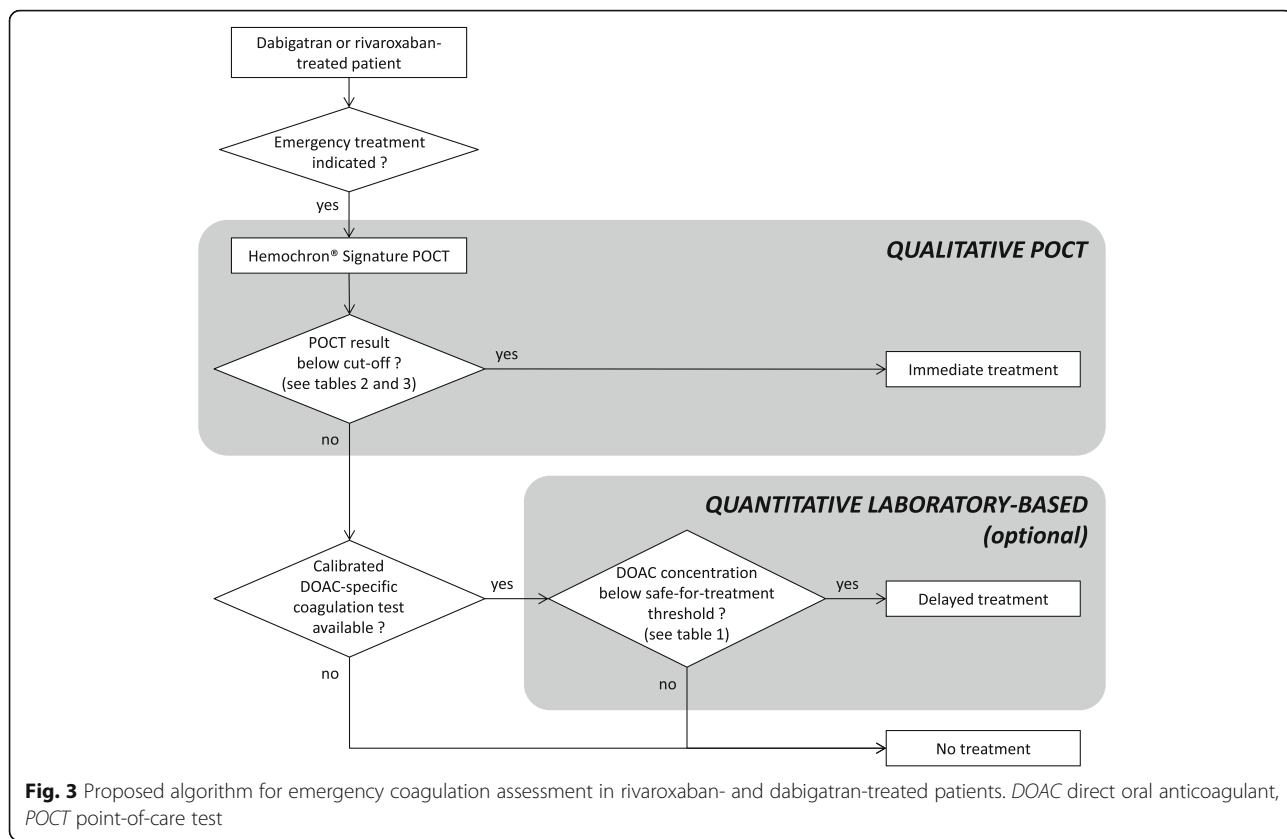 Dabigatran or rivaroxaban-
treated patient
Emergency treatment
indicated ?
yes
Hemochron® Signature POCT
QUALITATIVE POCT
POCT result
below cut-off ?
(see tables 2 and 3)
yes
Immediate treatment
no
QUANTITATIVE LABORATORY-BASED
(optional)
Calibrated
DOAC-specific
coagulation test
available ?
yes
DOAC concentration
below safe-for-treatment
threshold ?
(see table 1)
yes
Delayed treatment
no
no
No treatment
Fig. 3 Proposed algorithm for emergency coagulation assessment in rivaroxaban- and dabigatran-treated patients. DOAC direct oral anticoagulant,
POCT point-of-care test